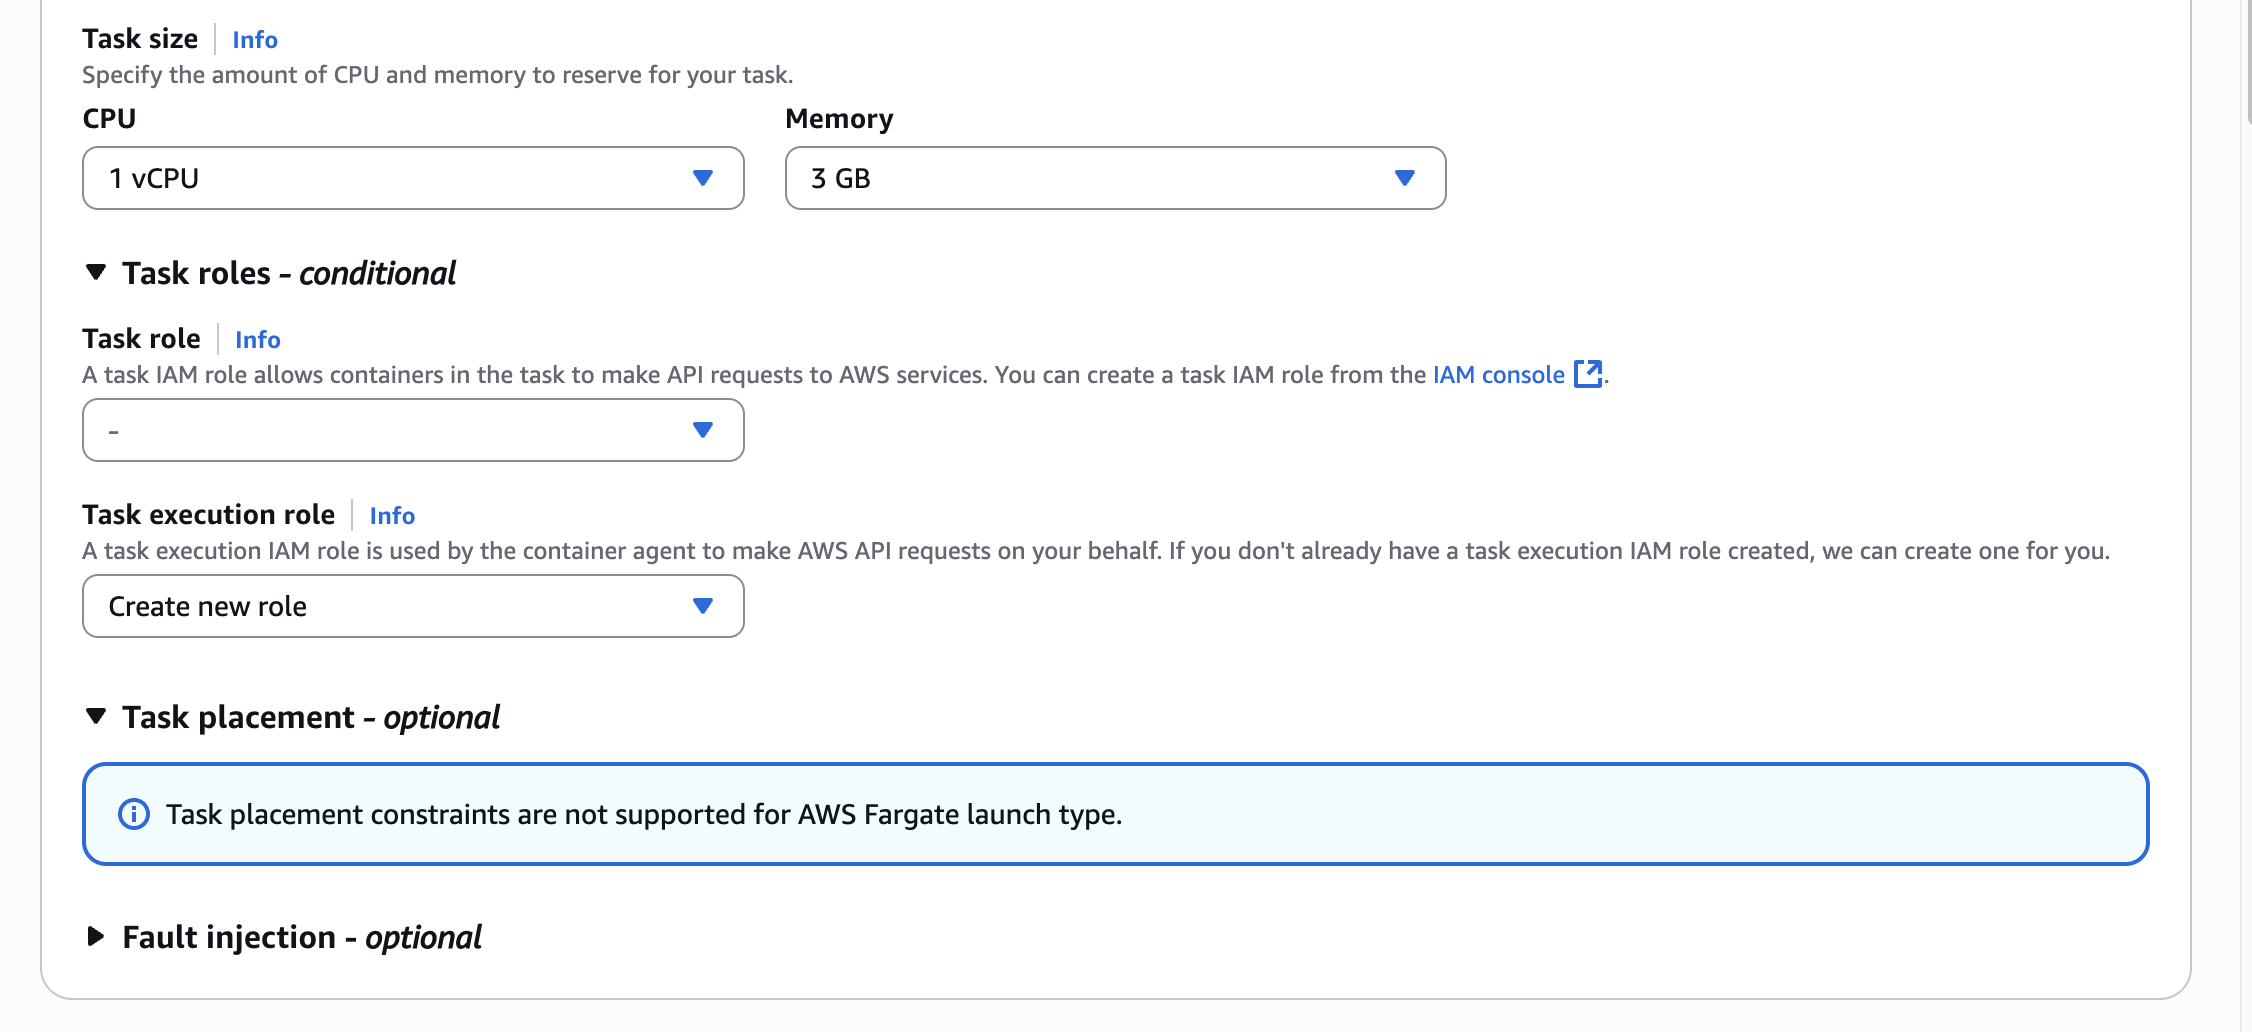 Task size Info
Specify the amount of CPU and memory to reserve for your task.
CPU Memory
1 vCPU 3 GB
Task roles - conditional
Task role Info
A task IAM role allows containers in the task to make API requests to AWS services. You can create a task IAM role from the IAM console.
-
Task execution role Info
A task execution IAM role is used by the container agent to make AWS API requests on your behalf. If you don't already have a task execution IAM role created, we can create one for you.
Create new role
Task placement - optional
Task placement constraints are not supported for AWS Fargate launch type.
Fault injection - optional